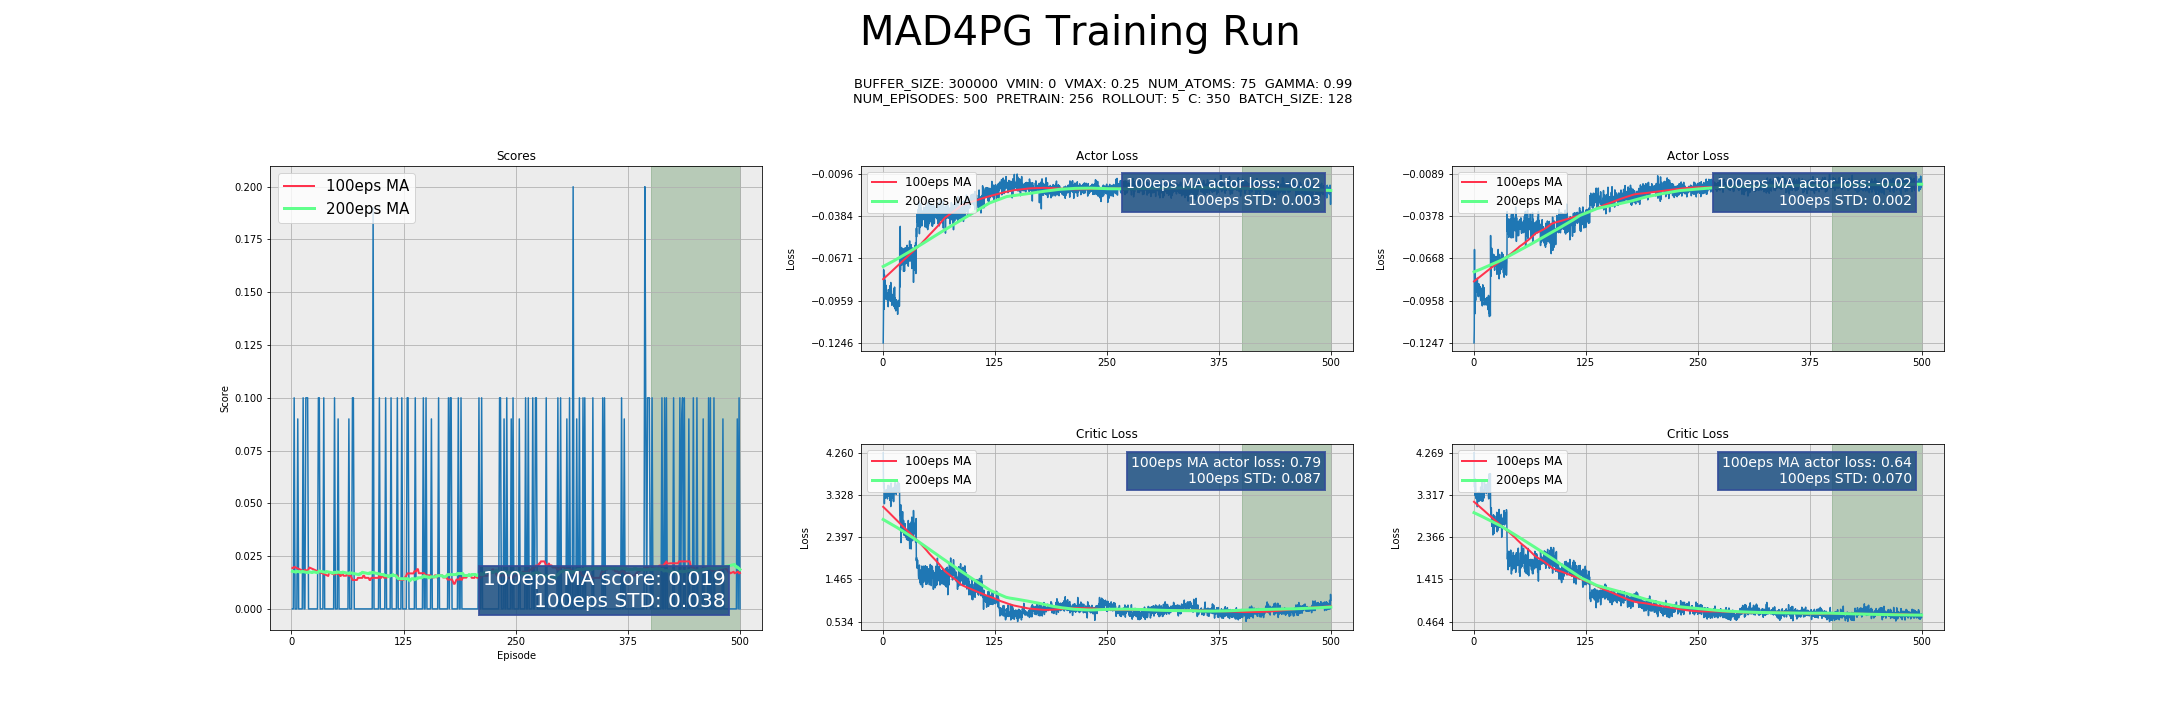 MAD4PG Training Run
BUFFER_SIZE: 300000  VMIN: 0  VMAX: 0.25  NUM_ATOMS: 75  GAMMA: 0.99
NUM_EPISODES: 500  PRETRAIN: 256  ROLLOUT: 5  C: 350  BATCH_SIZE: 128
Scores
100eps MA
200eps MA
0.200
0.175
0.150
0.125
0.100
0.075
0.050
0.025
0.000
Score
100eps MA score: 0.019
100eps STD: 0.038
0
125
250
375
500
Episode
Actor Loss
100eps MA
200eps MA
100eps MA actor loss: -0.02
100eps STD: 0.003
−0.0096
−0.0384
−0.0671
−0.0959
−0.1246
Loss
0
125
250
375
500
Actor Loss
100eps MA
200eps MA
100eps MA actor loss: -0.02
100eps STD: 0.002
−0.0089
−0.0378
−0.0668
−0.0958
−0.1247
Loss
0
125
250
375
500
Critic Loss
100eps MA
200eps MA
100eps MA actor loss: 0.79
100eps STD: 0.087
4.260
3.328
2.397
1.465
0.534
Loss
0
125
250
375
500
Critic Loss
100eps MA
200eps MA
100eps MA actor loss: 0.64
100eps STD: 0.070
4.269
3.317
2.366
1.415
0.464
Loss
0
125
250
375
500